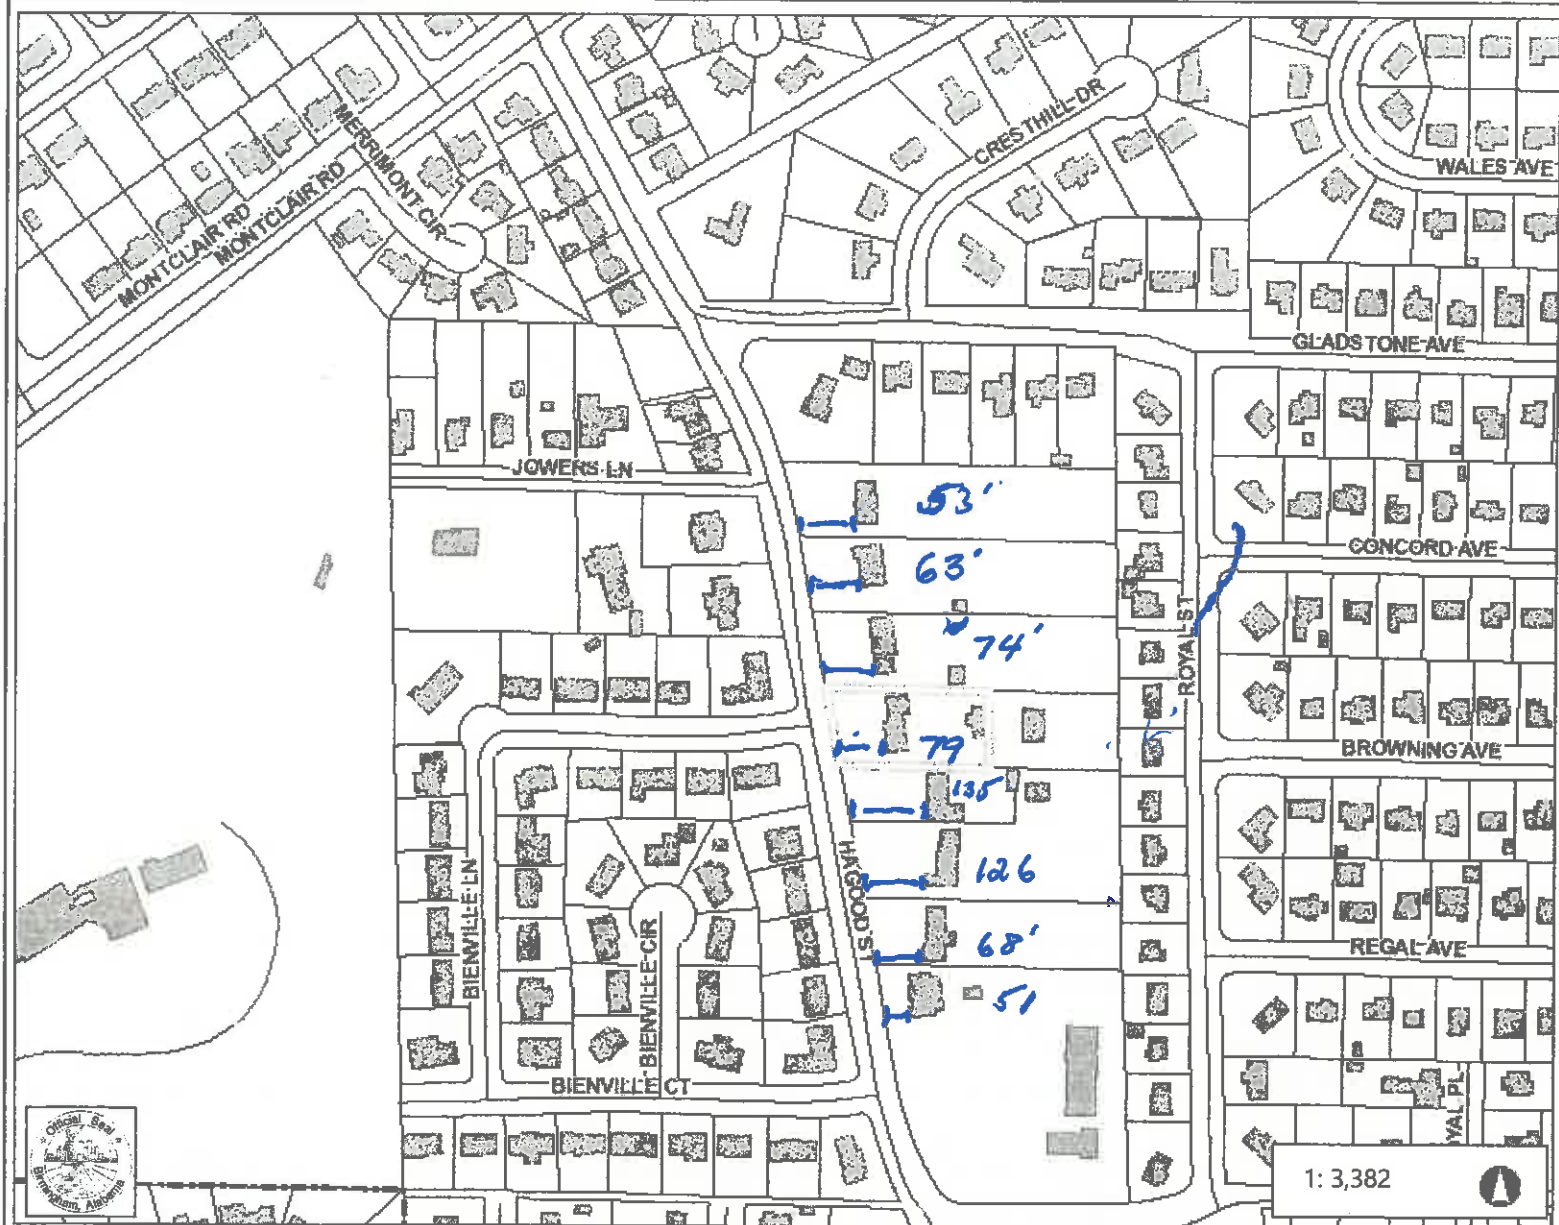 CRESTHILL DR
WALES AVE
MERRIMONT CIR
MONTCLAIR RD
MONTCLAIR RD
GLADSTONE AVE
JOWERS LN
53'
CONCORD AVE
63'
ROYAL ST
74'
79
BROWNING AVE
135
HAGOOD ST
126
BIENVILLE LN
BIENVILLE CIR
68'
REGAL AVE
51
BIENVILLE CT
YAL PL
Official Seal
Birmingham, Alabama
1: 3,382